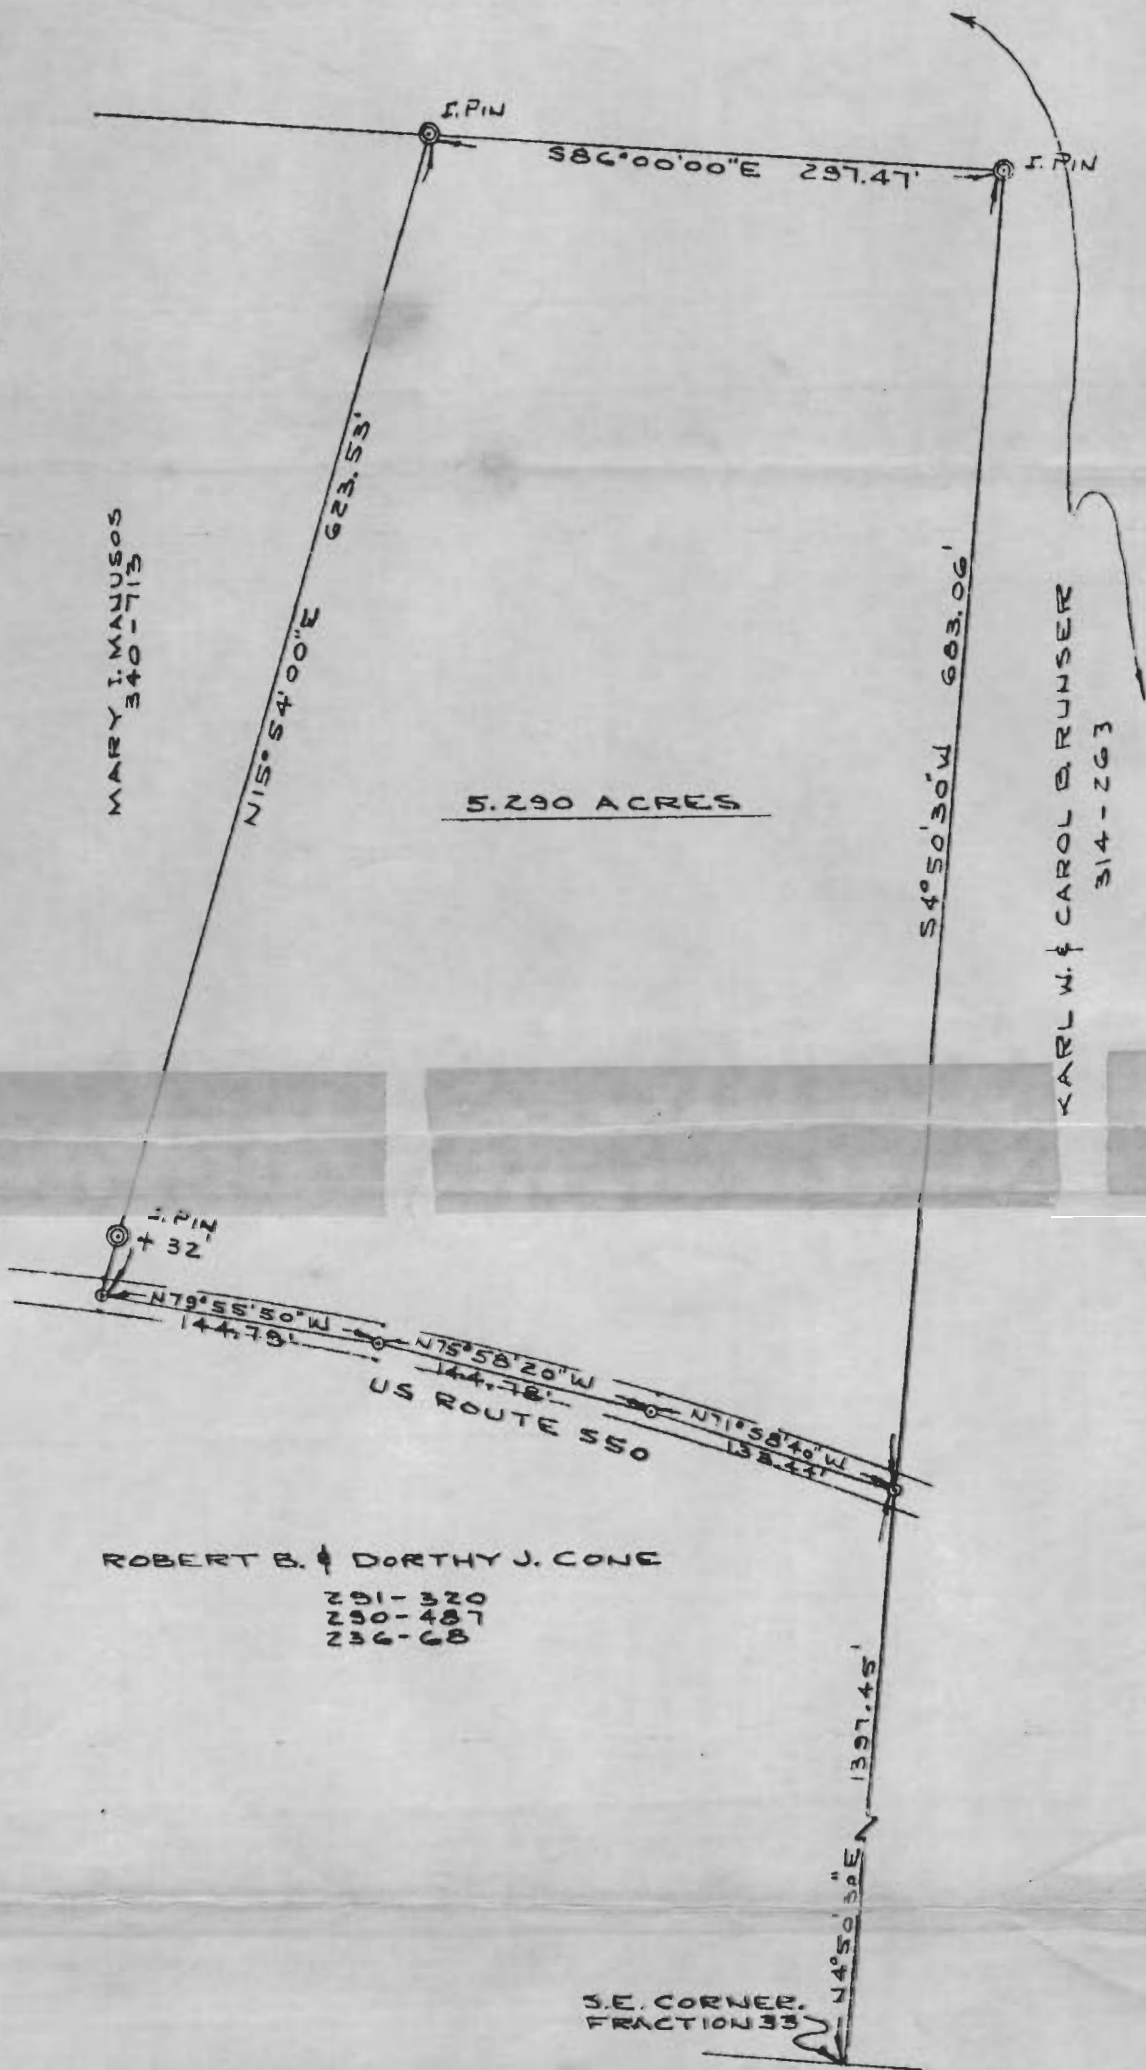 I. PIN
S86°00'00"E 297.47'
I. PIN
N15°54'00"E 623.53'
MARY I. MANUSOS
340-713
5.290 ACRES
S4°50'30"W 683.06'
KARL W. & CAROL B. RUNSER
314-263
I. PIN
+ 32'
N79°55'50"W
144.79'
N75°58'20"W
144.78'
N71°58'40"W
133.44'
US ROUTE 550
ROBERT B. & DORTHY J. CONE
291-320
290-487
236-68
N4°50'30"E 1397.45'
S.E. CORNER.
FRACTION 33